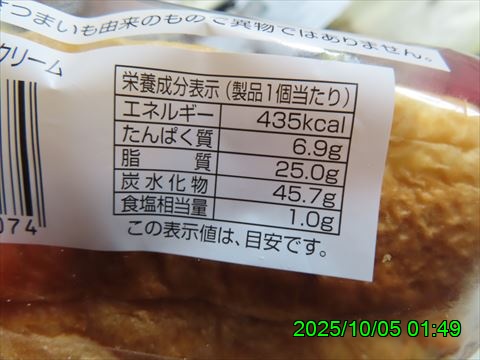 さつまいも由来のもので異物ではありません。
クリーム
栄養成分表示(製品1個当たり)
エネルギー 435kcal
たんぱく質 6.9g
脂質 25.0g
炭水化物 45.7g
食塩相当量 1.0g
この表示値は、目安です。
074
2025/10/05 01:49